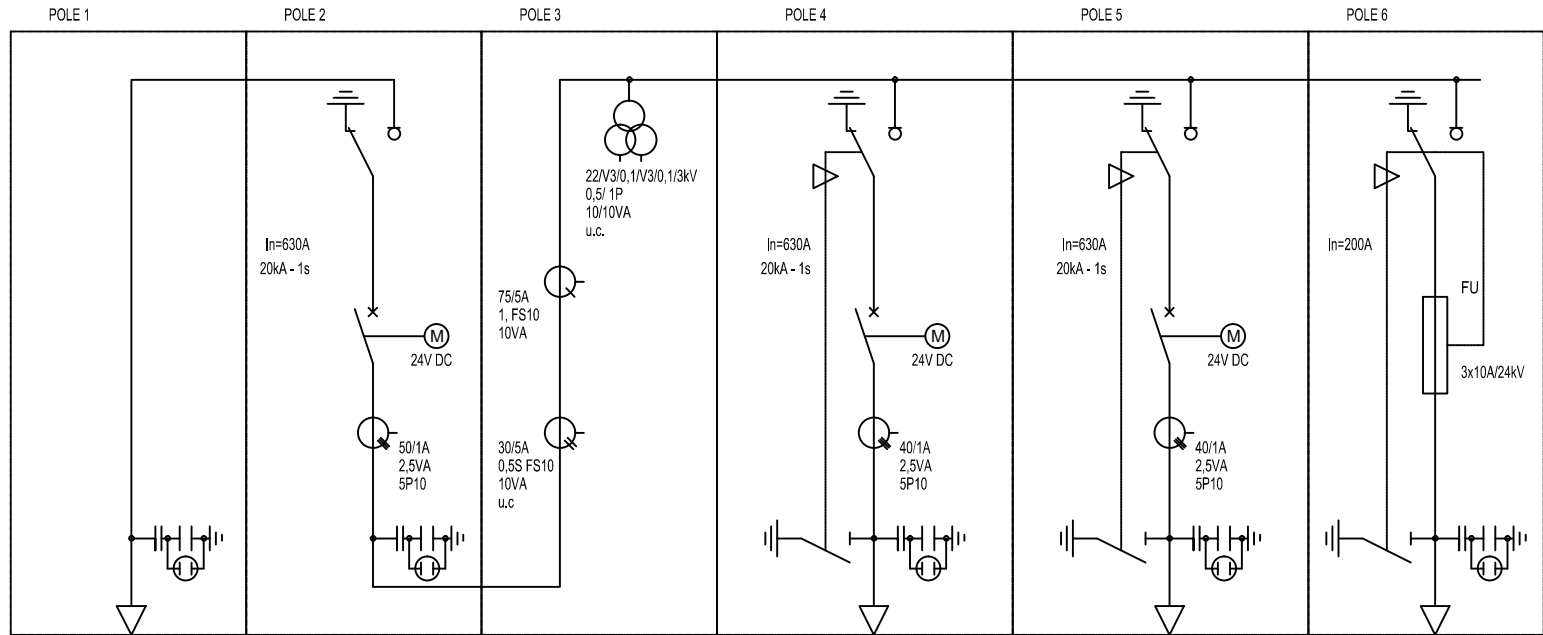 POLE 1
POLE 2
POLE 3
POLE 4
POLE 5
POLE 6
In=630A
20kA - 1s
M
24V DC
50/1A
2,5VA
5P10
22/V3/0,1/V3/0,1/3kV
0,5/ 1P
10/10VA
u.c.
75/5A
1, FS10
10VA
30/5A
0,5S FS10
10VA
u.c
In=630A
20kA - 1s
M
24V DC
40/1A
2,5VA
5P10
In=630A
20kA - 1s
M
24V DC
40/1A
2,5VA
5P10
In=200A
FU
3x10A/24kV